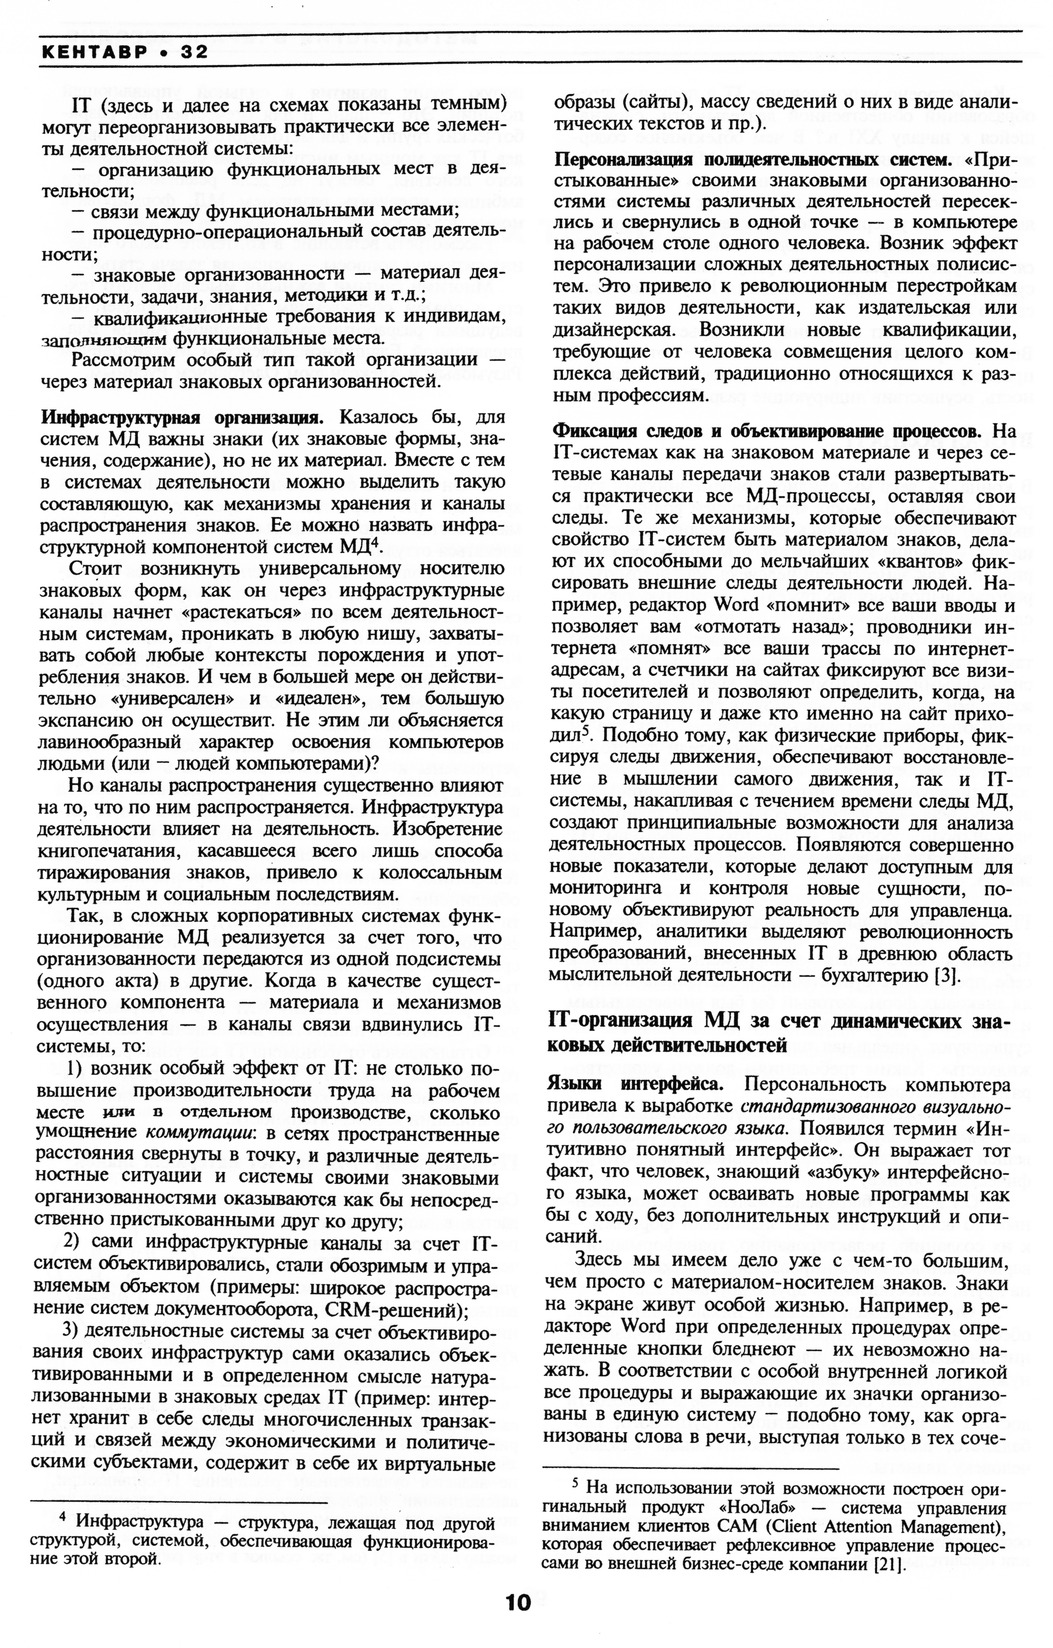 КЕНТАВР • 32
IT (здесь и далее на схемах показаны темным)
могут переорганизовывать практически все элемен-
ты деятельностной системы:
— организацию функциональных мест в дея-
тельности;
— связи между функциональными местами;
— процедурно-операциональный состав деятель-
ности;
— знаковые организованности — материал дея-
тельности, задачи, знания, методики и т.д.;
— квалификационные требования к индивидам,
заполняющим функциональные места.
Рассмотрим особый тип такой организации —
через материал знаковых организованностей.
Инфраструктурная организация. Казалось бы, для
систем МД важны знаки (их знаковые формы, зна-
чения, содержание), но не их материал. Вместе с тем
в системах деятельности можно выделить такую
составляющую, как механизмы хранения и каналы
распространения знаков. Ее можно назвать инфра-
структурной компонентой систем МД⁴.
Стоит возникнуть универсальному носителю
знаковых форм, как он через инфраструктурные
каналы начнет «растекаться» по всем деятельност-
ным системам, проникать в любую нишу, захваты-
вать собой любые контексты порождения и упот-
ребления знаков. И чем в большей мере он действи-
тельно «универсален» и «идеален», тем большую
экспансию он осуществит. Не этим ли объясняется
лавинообразный характер освоения компьютеров
людьми (или — людей компьютерами)?
Но каналы распространения существенно влияют
на то, что по ним распространяется. Инфраструктура
деятельности влияет на деятельность. Изобретение
книгопечатания, касавшееся всего лишь способа
тиражирования знаков, привело к колоссальным
культурным и социальным последствиям.
Так, в сложных корпоративных системах функ-
ционирование МД реализуется за счет того, что
организованности передаются из одной подсистемы
(одного акта) в другие. Когда в качестве сущест-
венного компонента — материала и механизмов
осуществления — в каналы связи вдвинулись IT-
системы, то:
1) возник особый эффект от IT: не столько по-
вышение производительности труда на рабочем
месте или в отдельном производстве, сколько
умощнение коммутации: в сетях пространственные
расстояния свернуты в точку, и различные деятель-
ностные ситуации и системы своими знаковыми
организованностями оказываются как бы непосред-
ственно пристыкованными друг ко другу;
2) сами инфраструктурные каналы за счет IT-
систем объективировались, стали обозримым и упра-
вляемым объектом (примеры: широкое распростра-
нение систем документооборота, CRM-решений);
3) деятельностные системы за счет объективиро-
вания своих инфраструктур сами оказались объек-
тивированными и в определенном смысле натура-
лизованными в знаковых средах IT (пример: интер-
нет хранит в себе следы многочисленных транзак-
ций и связей между экономическими и политиче-
скими субъектами, содержит в себе их виртуальные
⁴ Инфраструктура — структура, лежащая под другой
структурой, системой, обеспечивающая функционирова-
ние этой второй.
образы (сайты), массу сведений о них в виде анали-
тических текстов и пр.).
Персонализация полидеятельностных систем. «При-
стыкованные» своими знаковыми организованно-
стями системы различных деятельностей пересек-
лись и свернулись в одной точке — в компьютере
на рабочем столе одного человека. Возник эффект
персонализации сложных деятельностных полисис-
тем. Это привело к революционным перестройкам
таких видов деятельности, как издательская или
дизайнерская. Возникли новые квалификации,
требующие от человека совмещения целого ком-
плекса действий, традиционно относящихся к раз-
ным профессиям.
Фиксация следов и объективирование процессов. На
IT-системах как на знаковом материале и через се-
тевые каналы передачи знаков стали развертывать-
ся практически все МД-процессы, оставляя свои
следы. Те же механизмы, которые обеспечивают
свойство IT-систем быть материалом знаков, дела-
ют их способными до мельчайших «квантов» фик-
сировать внешние следы деятельности людей. На-
пример, редактор Word «помнит» все ваши вводы и
позволяет вам «отмотать назад»; проводники ин-
тернета «помнят» все ваши трассы по интернет-
адресам, а счетчики на сайтах фиксируют все визи-
ты посетителей и позволяют определить, когда, на
какую страницу и даже кто именно на сайт прихо-
дил⁵. Подобно тому, как физические приборы, фик-
сируя следы движения, обеспечивают восстановле-
ние в мышлении самого движения, так и IT-
системы, накапливая с течением времени следы МД,
создают принципиальные возможности для анализа
деятельностных процессов. Появляются совершенно
новые показатели, которые делают доступным для
мониторинга и контроля новые сущности, по-
новому объективируют реальность для управленца.
Например, аналитики выделяют революционность
преобразований, внесенных IT в древнюю область
мыслительной деятельности — бухгалтерию [3].
IT-организация МД за счет динамических зна-
ковых действительностей
Языки интерфейса. Персональность компьютера
привела к выработке стандартизованного визуально-
го пользовательского языка. Появился термин «Ин-
туитивно понятный интерфейс». Он выражает тот
факт, что человек, знающий «азбуку» интерфейсно-
го языка, может осваивать новые программы как
бы с ходу, без дополнительных инструкций и опи-
саний.
Здесь мы имеем дело уже с чем-то большим,
чем просто с материалом-носителем знаков. Знаки
на экране живут особой жизнью. Например, в ре-
дакторе Word при определенных процедурах опре-
деленные кнопки бледнеют — их невозможно на-
жать. В соответствии с особой внутренней логикой
все процедуры и выражающие их значки организо-
ваны в единую систему — подобно тому, как орга-
низованы слова в речи, выступая только в тех соче-
⁵ На использовании этой возможности построен ори-
гинальный продукт «НооЛаб» — система управления
вниманием клиентов CAM (Client Attention Management),
которая обеспечивает рефлексивное управление процес-
сами во внешней бизнес-среде компании [21].
10